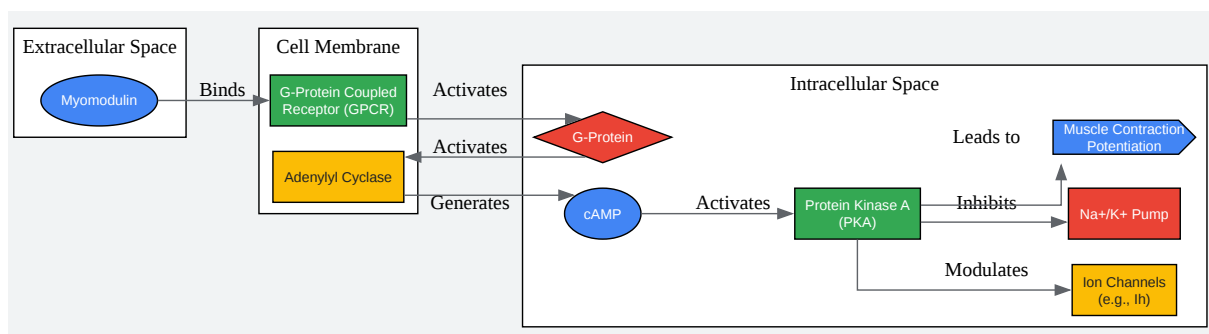 Extracellular Space
Myomodulin
Binds
Cell Membrane
G-Protein Coupled
Receptor (GPCR)
Adenylyl Cyclase
Activates
Activates
Generates
Intracellular Space
G-Protein
cAMP
Activates
Protein Kinase A
(PKA)
Leads to
Muscle Contraction
Potentiation
Inhibits
Na+/K+ Pump
Modulates
Ion Channels
(e.g., Ih)